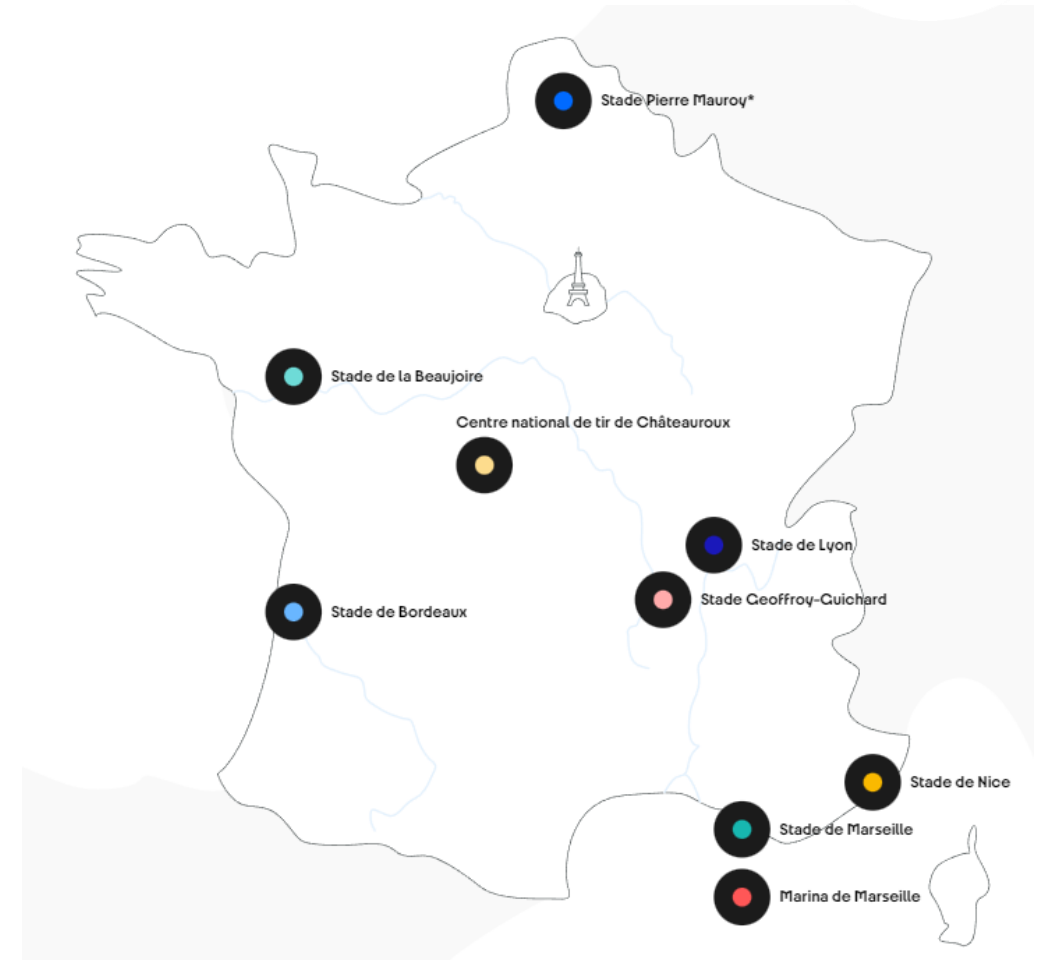 Stade Pierre Mauroy*
Stade de la Beaujoire
Centre national de tir de Châteauroux
Stade de Lyon
Stade Geoffroy-Guichard
Stade de Bordeaux
Stade de Nice
Stade de Marseille
Marina de Marseille